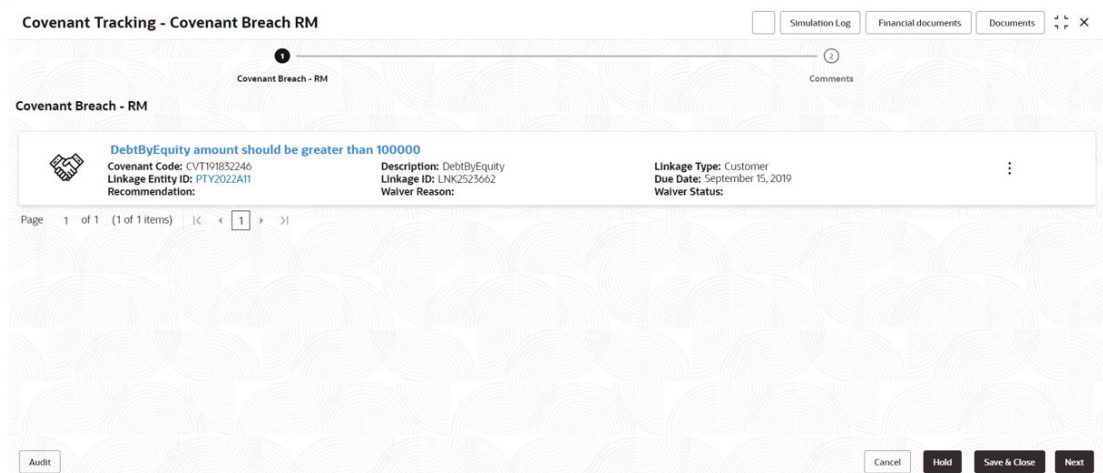 Covenant Tracking - Covenant Breach RM
Simulation Log
Financial documents
Documents
1
2
Covenant Breach - RM
Comments
Covenant Breach - RM
DebtByEquity amount should be greater than 100000
Covenant Code: CVT191832246 Description: DebtByEquity Linkage Type: Customer
Linkage Entity ID: PTY2022A11 Linkage ID: LNK2523662 Due Date: September 15, 2019
Recommendation: Waiver Reason: Waiver Status:
Page 1 of 1 (1 of 1 items) 1
Audit
Cancel
Hold
Save & Close
Next